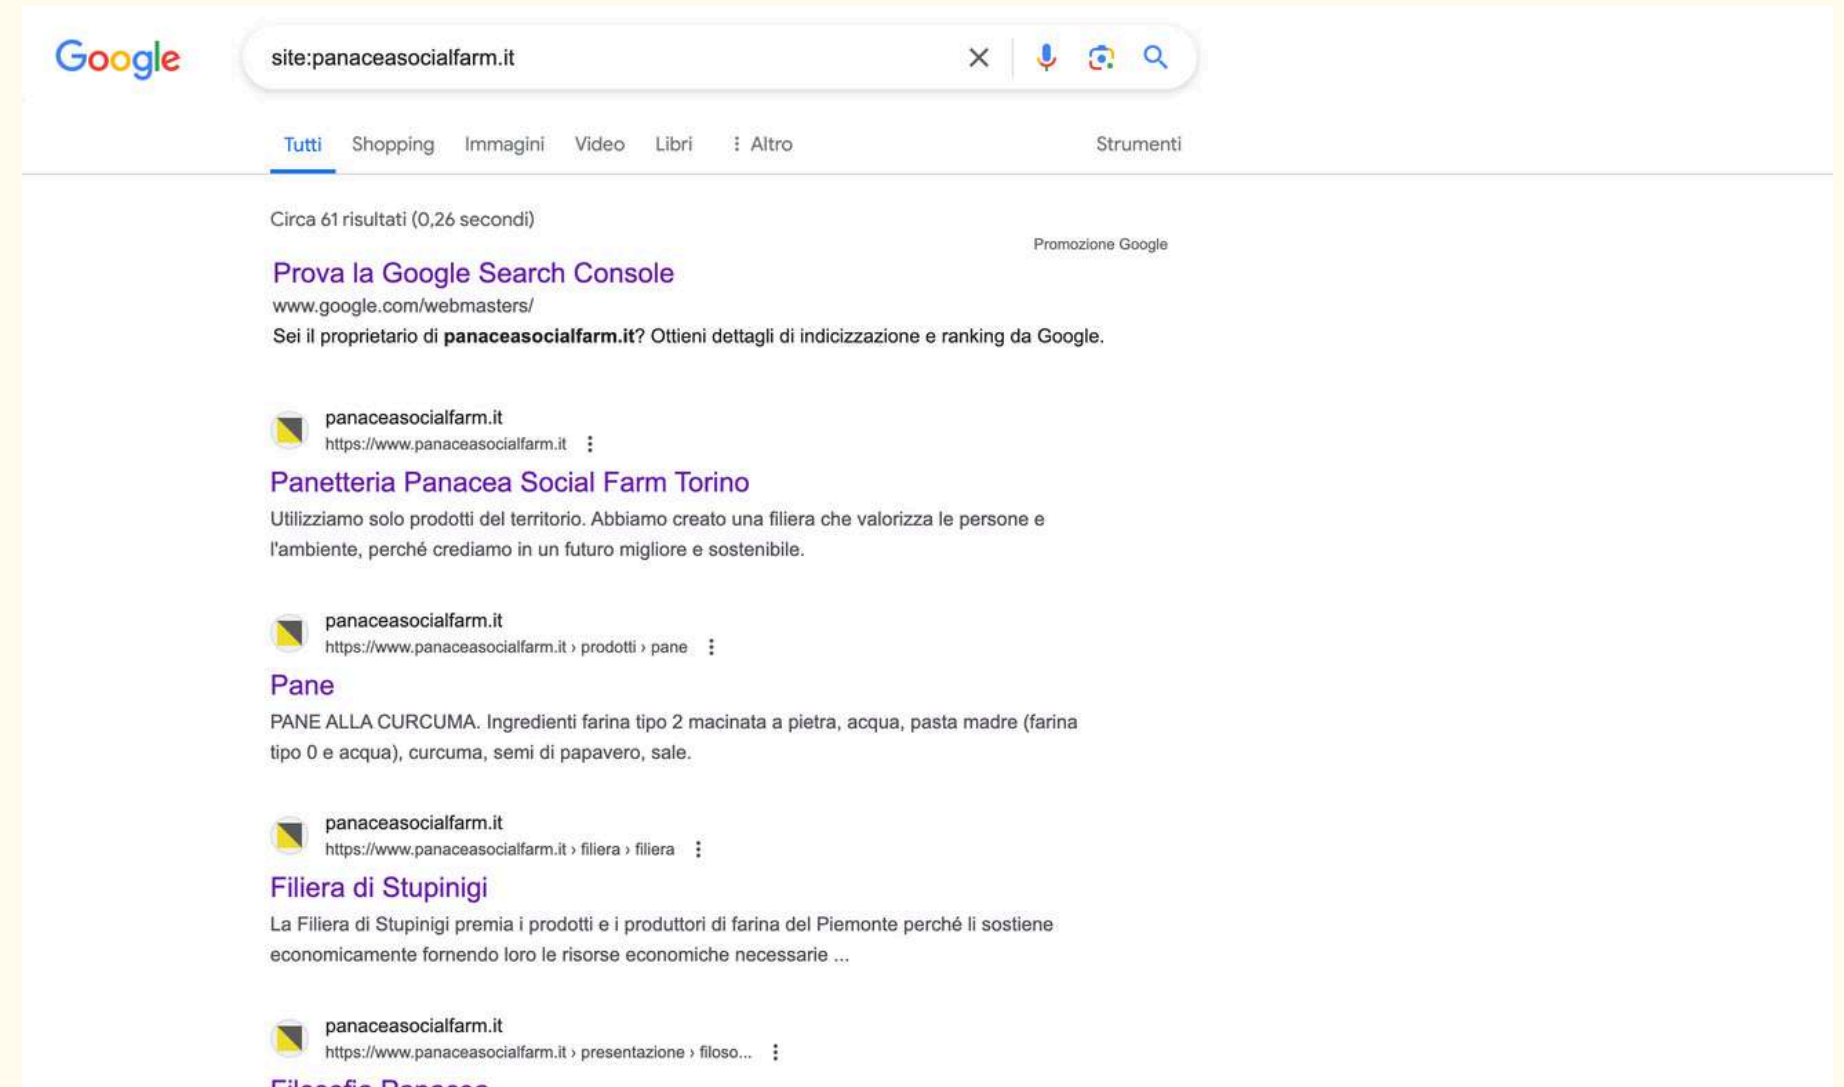 Google
site:panaceasocialfarm.it
Tutti Shopping Immagini Video Libri Altro Strumenti
Circa 61 risultati (0,26 secondi)
Promozione Google
Prova la Google Search Console
www.google.com/webmasters/
Sei il proprietario di panaceasocialfarm.it? Ottieni dettagli di indicizzazione e ranking da Google.
panaceasocialfarm.it
https://www.panaceasocialfarm.it
Panetteria Panacea Social Farm Torino
Utilizziamo solo prodotti del territorio. Abbiamo creato una filiera che valorizza le persone e
l'ambiente, perché crediamo in un futuro migliore e sostenibile.
panaceasocialfarm.it
https://www.panaceasocialfarm.it › prodotti › pane
Pane
PANE ALLA CURCUMA. Ingredienti farina tipo 2 macinata a pietra, acqua, pasta madre (farina
tipo 0 e acqua), curcuma, semi di papavero, sale.
panaceasocialfarm.it
https://www.panaceasocialfarm.it › filiera › filiera
Filiera di Stupinigi
La Filiera di Stupinigi premia i prodotti e i produttori di farina del Piemonte perché li sostiene
economicamente fornendo loro le risorse economiche necessarie ...
panaceasocialfarm.it
https://www.panaceasocialfarm.it › presentazione › filoso...
Filosofia Panacea